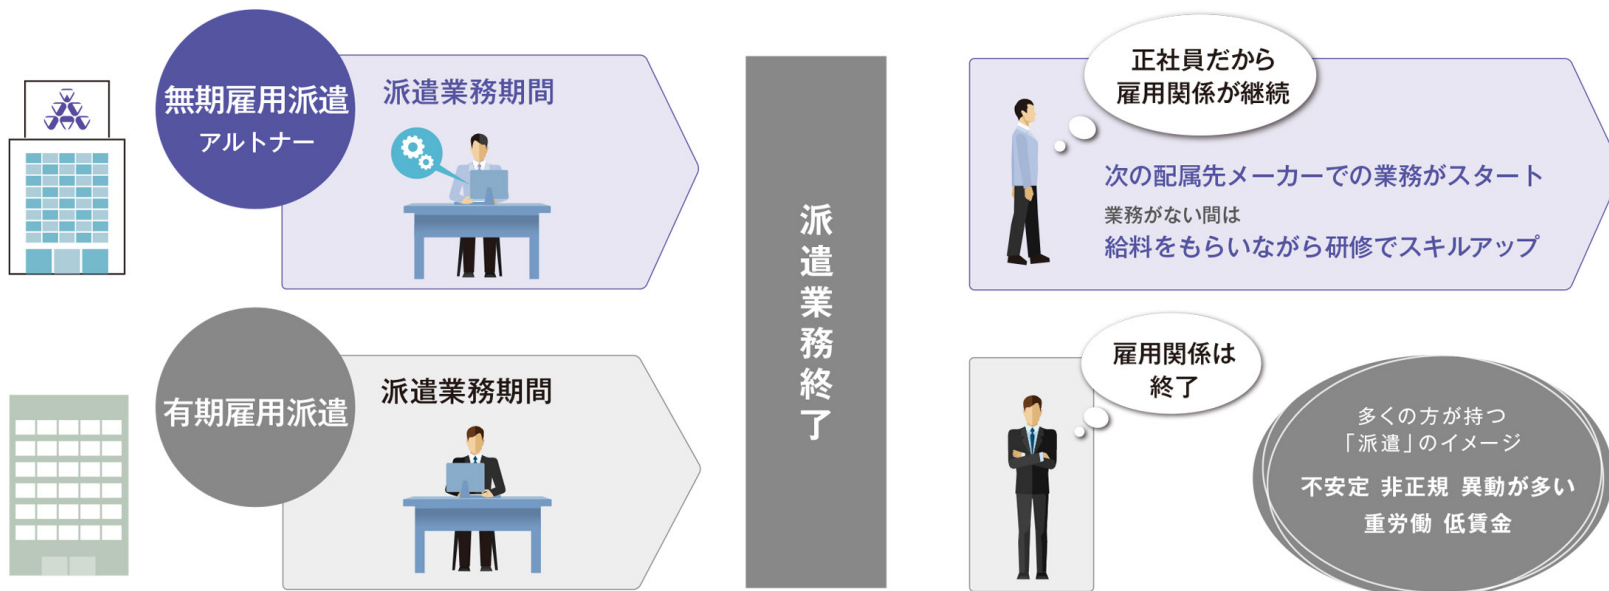 無期雇用派遣
アルトナー
派遣業務期間
有期雇用派遣
派遣業務期間
派遣業務終了
正社員だから
雇用関係が継続
次の配属先メーカーでの業務がスタート
業務がない間は
給料をもらいながら研修でスキルアップ
雇用関係は
終了
多くの方が持つ
「派遣」のイメージ
不安定 非正規 異動が多い
重労働 低賃金